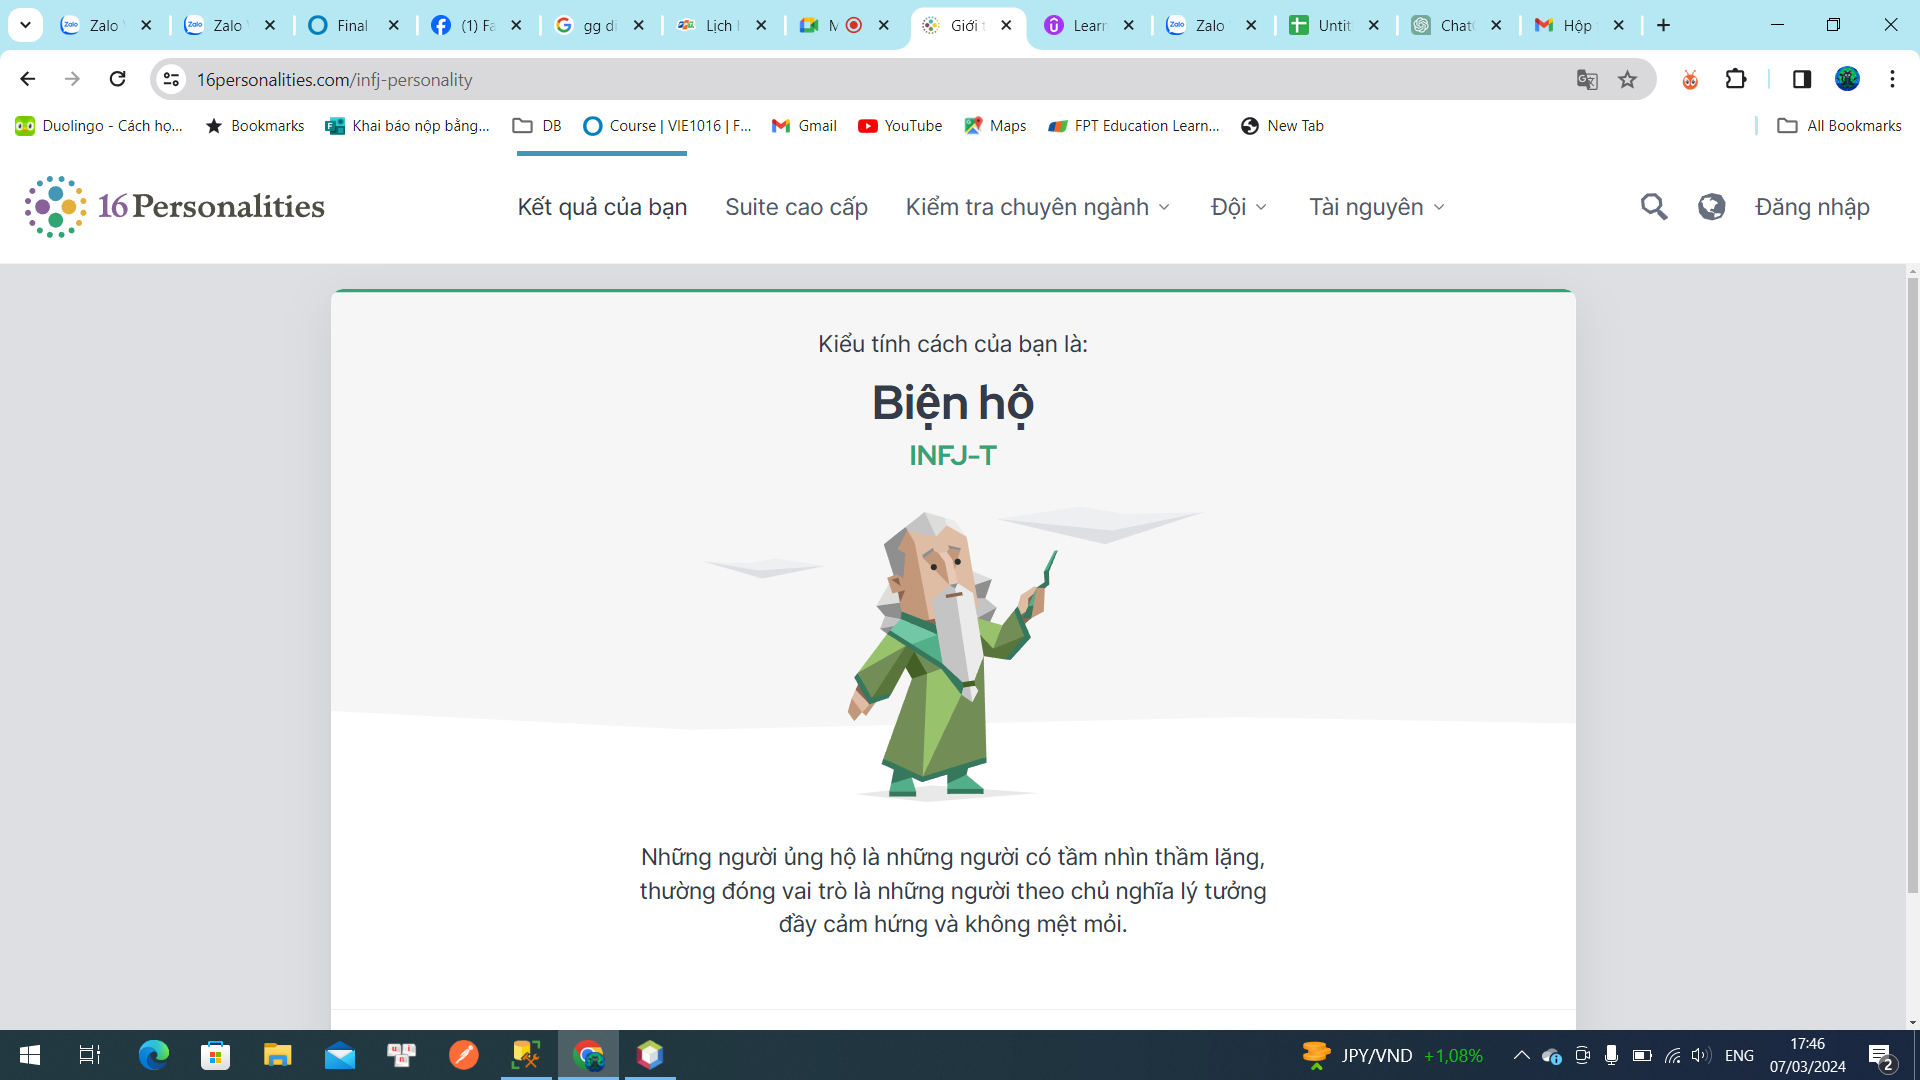 Zalo
Zalo
Final
(1) Fa
gg di
Lịch
M
Giới t
Learn
Zalo
Untit
Chat
Hộp
16personalities.com/infj-personality
Duolingo - Cách họ...
Bookmarks
Khai báo nộp bằng...
DB
Course | VIE1016 | F...
Gmail
YouTube
Maps
FPT Education Learn...
New Tab
All Bookmarks
16Personalities
Kết quả của bạn
Suite cao cấp
Kiểm tra chuyên ngành
Đội
Tài nguyên
Đăng nhập
Kiểu tính cách của bạn là:
Biện hộ
INFJ-T
Những người ủng hộ là những người có tầm nhìn thầm lặng,
thường đóng vai trò là những người theo chủ nghĩa lý tưởng
đầy cảm hứng và không mệt mỏi.
JPY/VND +1,08%
ENG
17:46
07/03/2024
2